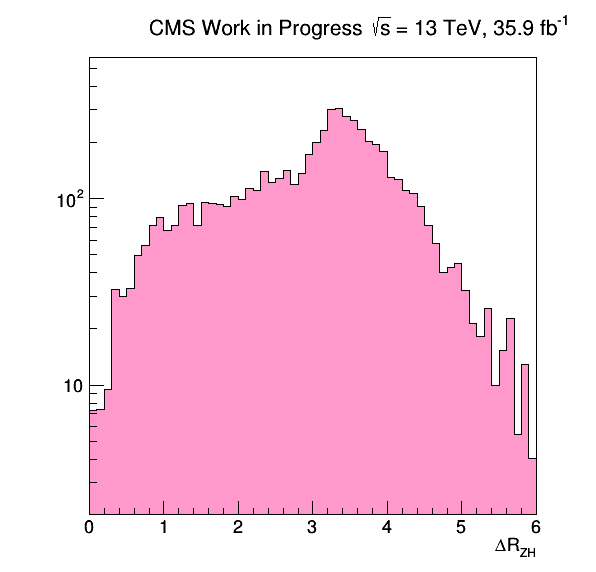 CMS Work in Progress √s = 13 TeV, 35.9 fb⁻¹
10²
10
0 1 2 3 4 5 6
ΔR_ZH